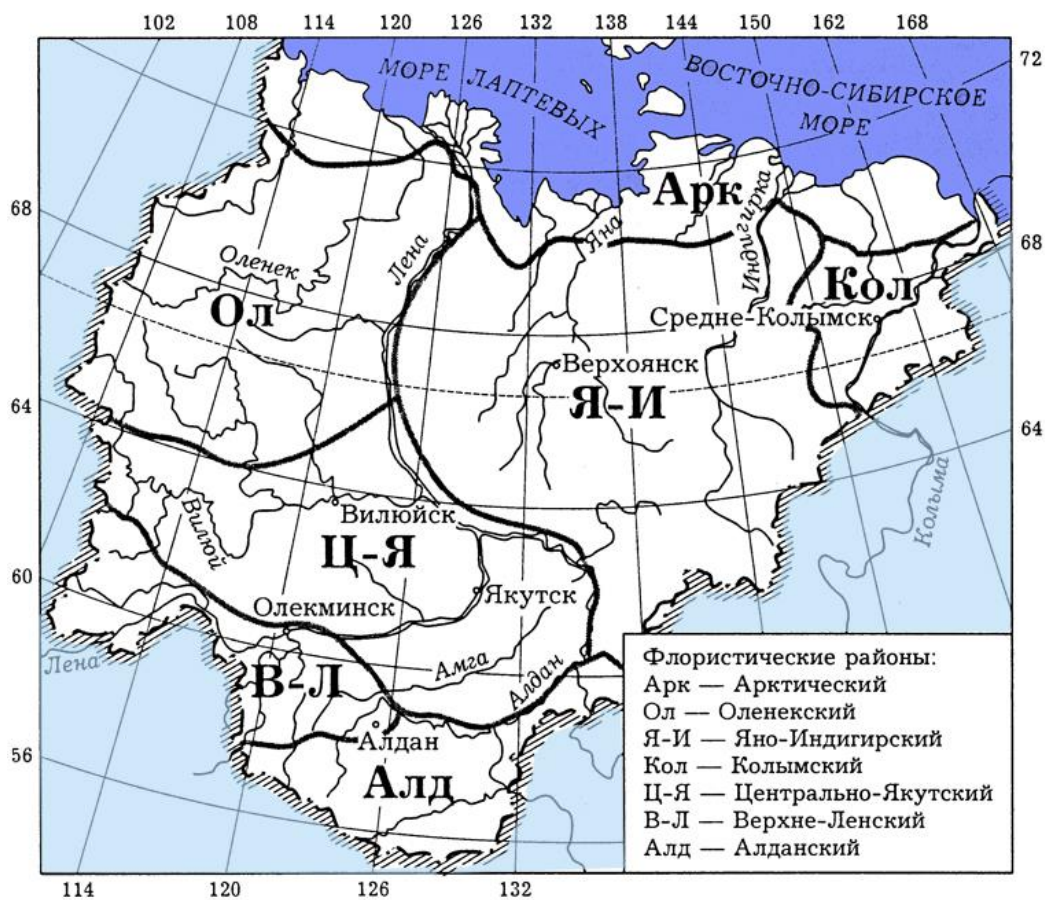 102 108 114 120 126 132 138 144 150 162 168
72
МОРЕ ЛАПТЕВЫХ
ВОСТОЧНО-СИБИРСКОЕ
МОРЕ
Арк
68
Лена
Яна
Индигирка
68
Оленек
Кол
Ол
Средне-Колымск
Верхоянск
Я-И
64
64
Вилюй
Вилюйск
Колыма
Ц-Я
60
Якутск
Олекминск
Лена
В-Л
Амга
Алдан
56
Алдан
Алд
Флористические районы:
Арк — Арктический
Ол — Оленекский
Я-И — Яно-Индигирский
Кол — Колымский
Ц-Я — Центрально-Якутский
В-Л — Верхне-Ленский
Алд — Алданский
114 120 126 132